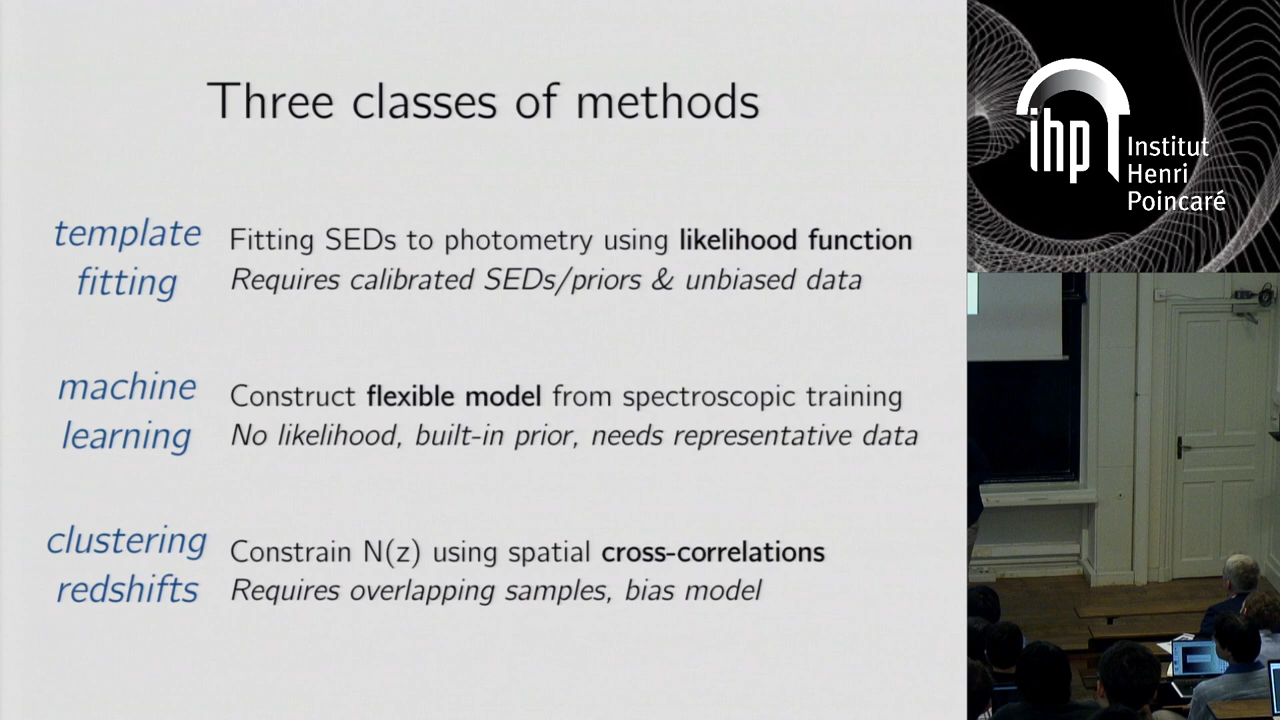 Three classes of methods
template
fitting
Fitting SEDs to photometry using likelihood function
Requires calibrated SEDs/priors & unbiased data
machine
learning
Construct flexible model from spectroscopic training
No likelihood, built-in prior, needs representative data
clustering
redshifts
Constrain N(z) using spatial cross-correlations
Requires overlapping samples, bias model
ihp
Institut
Henri
Poincaré